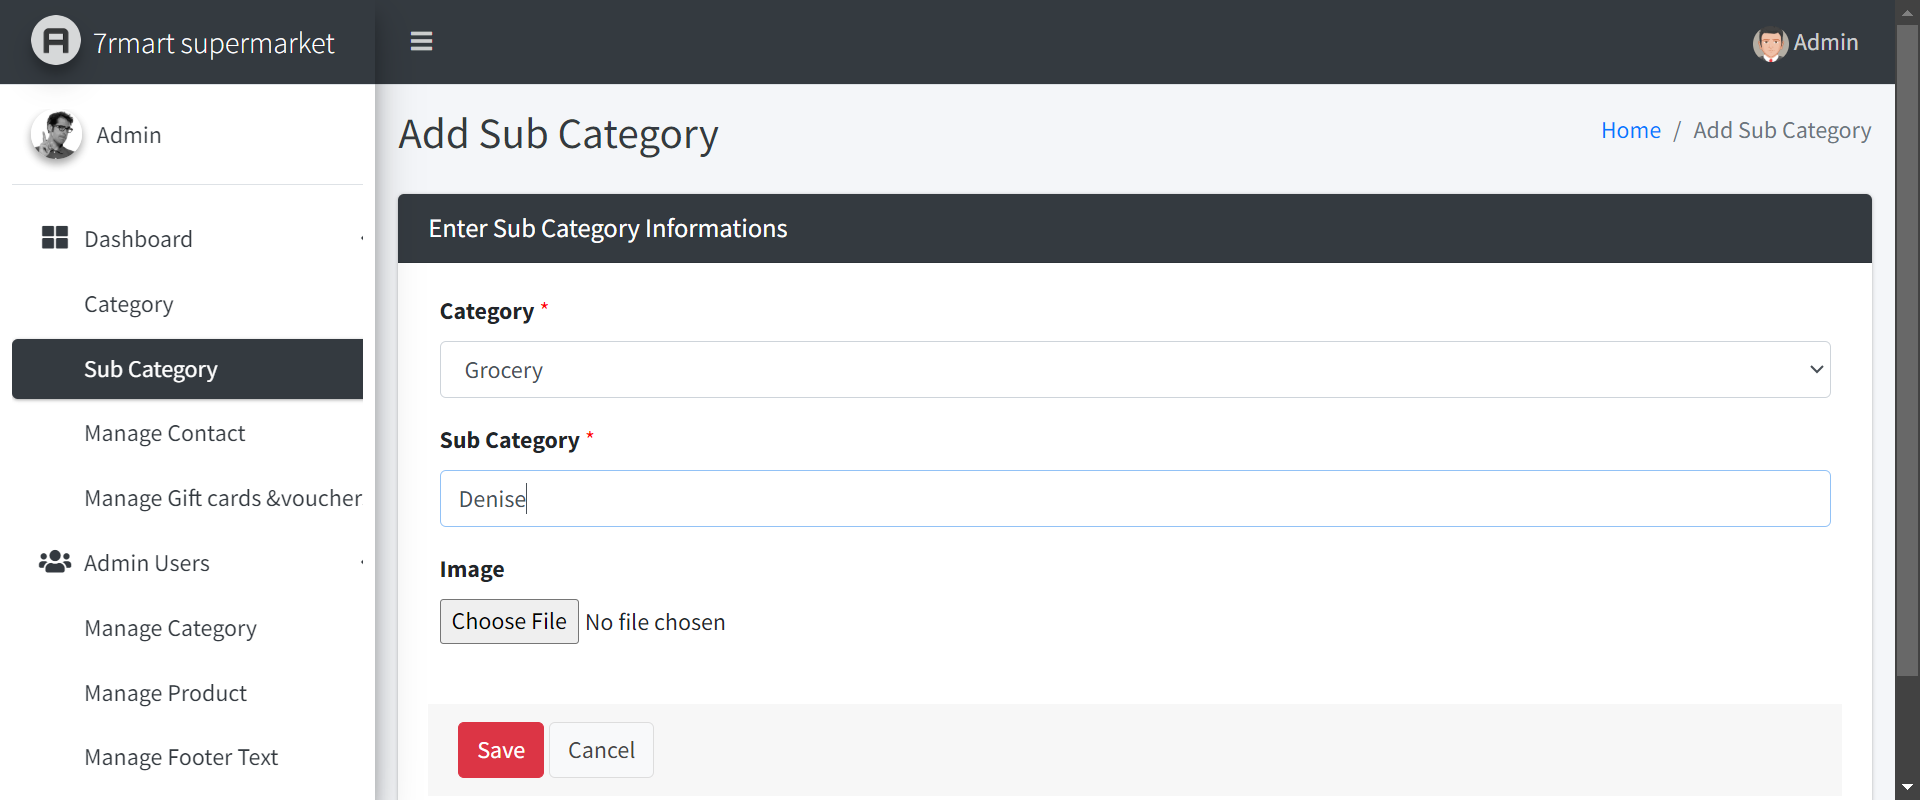 7rmart supermarket
Admin
Admin
Dashboard
Category
Sub Category
Manage Contact
Manage Gift cards &voucher
Admin Users
Manage Category
Manage Product
Manage Footer Text
Add Sub Category
Home / Add Sub Category
Enter Sub Category Informations
Category *
Grocery
Sub Category *
Denise
Image
Choose File No file chosen
Save Cancel